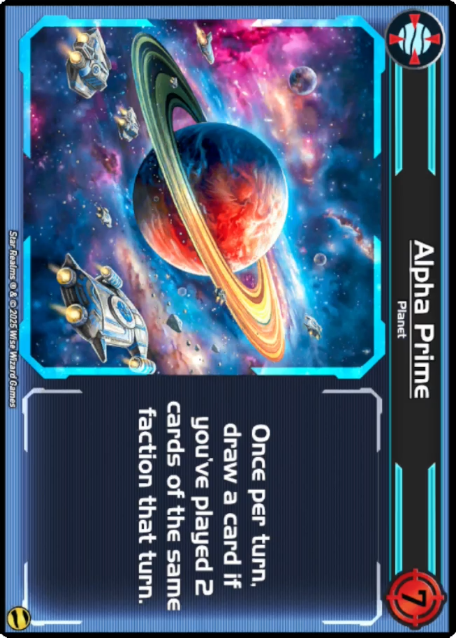 Alpha Prime
Planet
7
Once per turn,
draw a card if
you've played 2
cards of the same
faction that turn.
Star Realms ® & © 2025 Wise Wizard Games